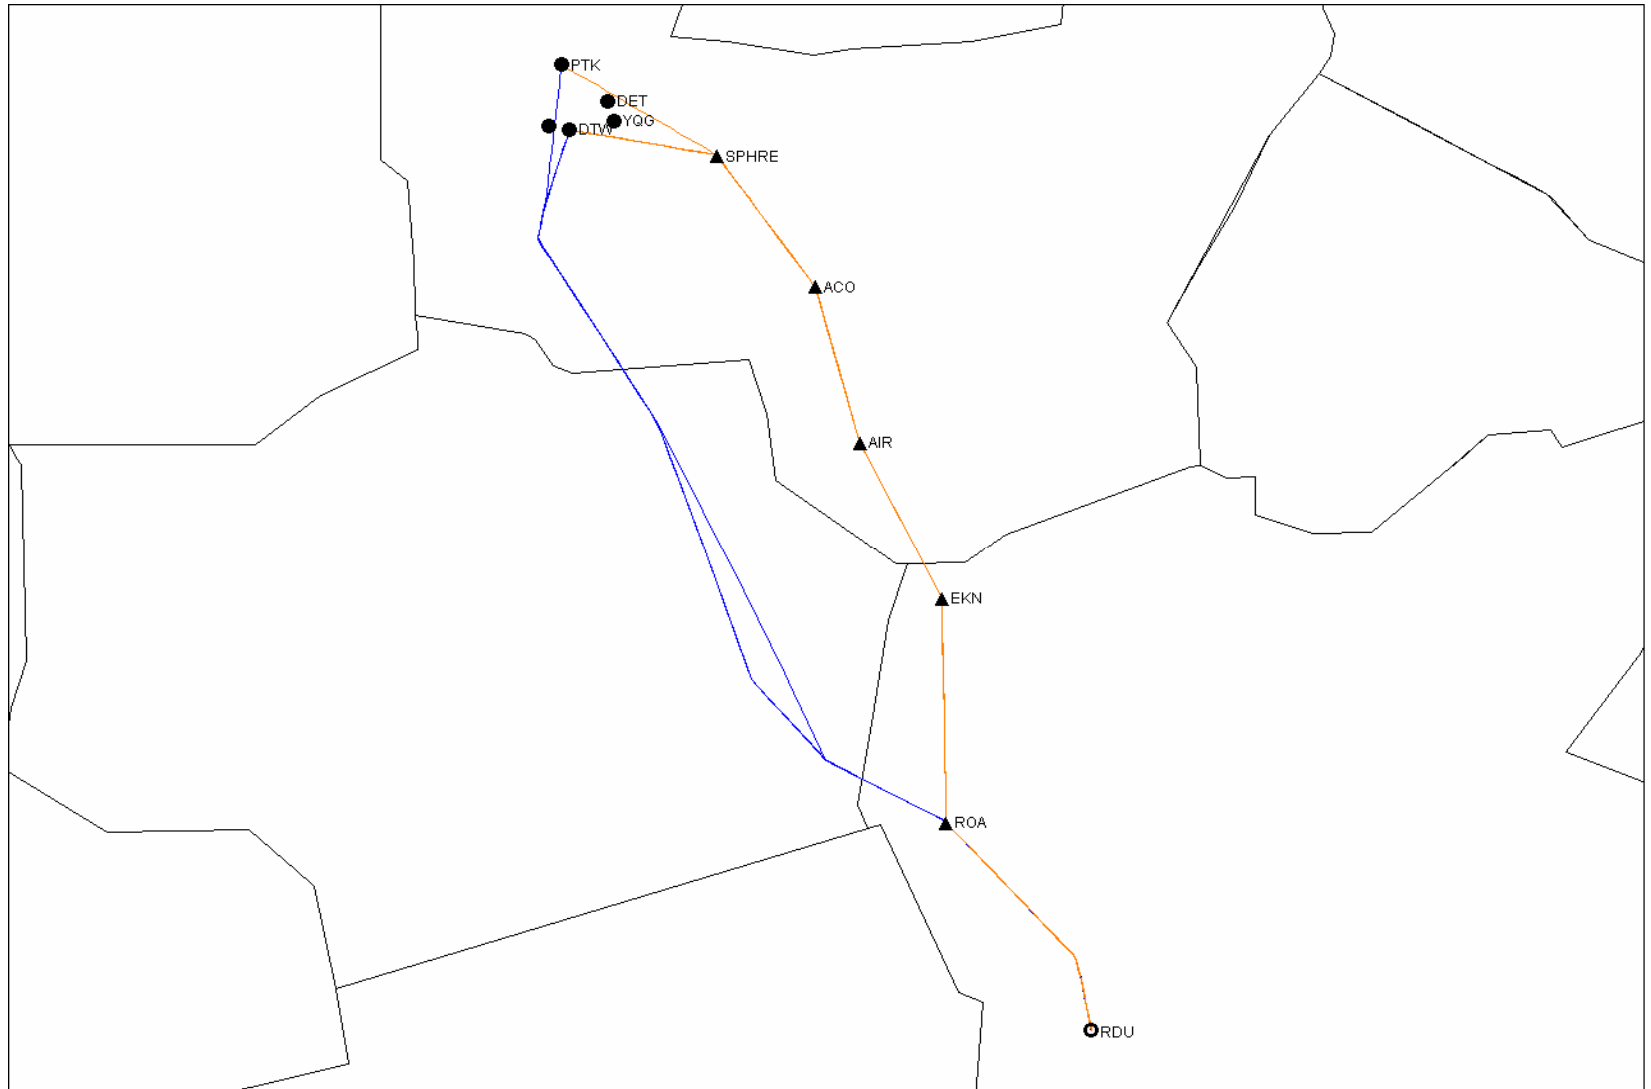 PTK
DET
YQG
DTW
SPHRE
ACO
AIR
EKN
ROA
RDU